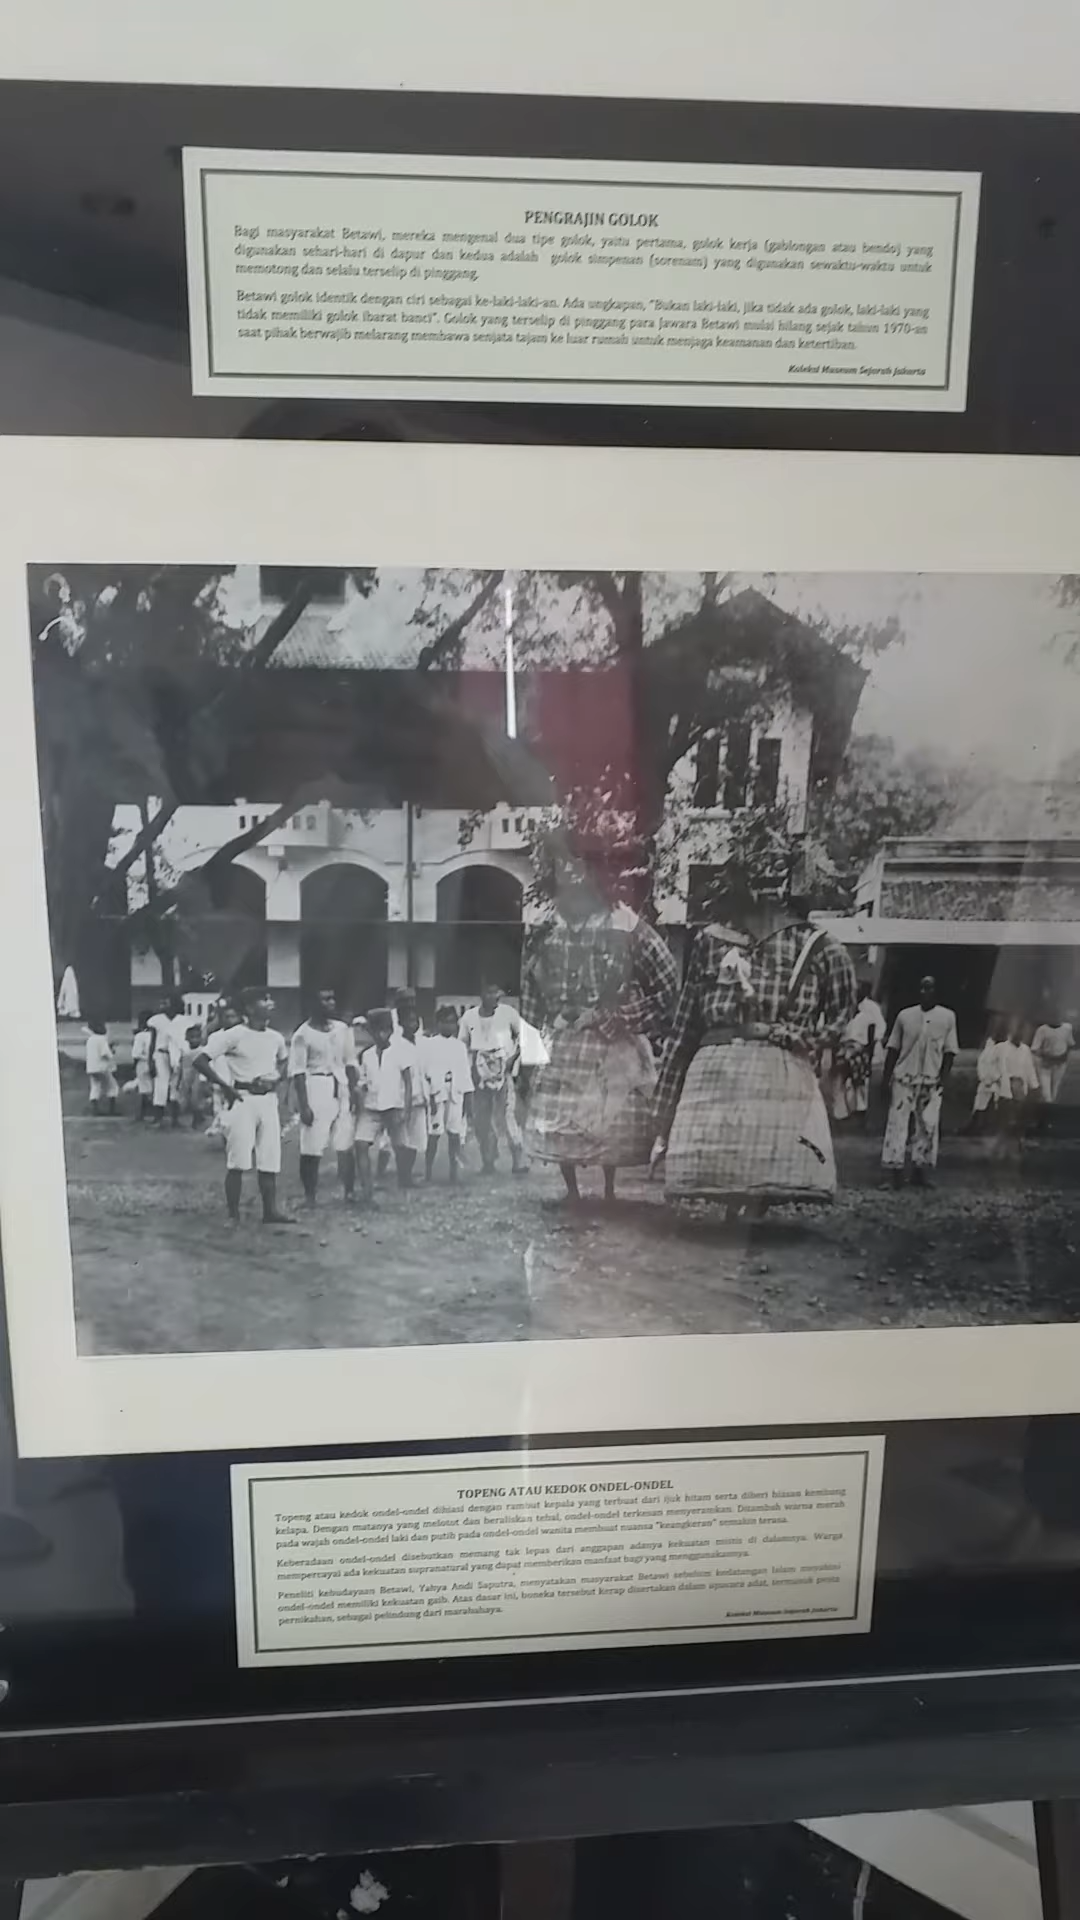 PENGRAJIN GOLOK
Bagi masyarakat Betawi, mereka mengenal dua tipe golok, yaitu pertama, golok kerja (gablongan atau bendo) yang
digunakan sehari-hari di dapur dan kedua adalah golok simpenan (sorenam) yang digunakan sewaktu-waktu untuk
memotong dan selalu terselip di pinggang.
Betawi golok identik dengan ciri sebagai ke-laki-laki-an. Ada ungkapan, "Bukan laki-laki, jika tidak ada golok, laki-laki yang
tidak memiliki golok ibarat banci". Golok yang terselip di pinggang para Jawara Betawi mulai hilang sejak tahun 1970-an
saat pihak berwajib melarang membawa senjata tajam ke luar rumah untuk menjaga keamanan dan ketertiban.
Koleksi Museum Sejarah Jakarta
TOPENG ATAU KEDOK ONDEL-ONDEL
Topeng atau kedok ondel-ondel dihiasi dengan rambut kepala yang terbuat dari ijuk hitam serta diberi hiasan kembang
kelapa. Dengan matanya yang melotot dan beraliskan tebal, ondel-ondel terkesan menyeramkan. Ditambah warna merah
pada wajah ondel-ondel laki dan putih pada ondel-ondel wanita membuat nuansa "keangkeran" semakin terasa.
Keberadaan ondel-ondel disebutkan memang tak lepas dari anggapan adanya kekuatan mistis di dalamnya. Warga
mempercayai ada kekuatan supranatural yang dapat memberikan manfaat bagi yang menggunakannya.
Peneliti kebudayaan Betawi, Yahya Andi Saputra, menyatakan masyarakat Betawi sebelum kedatangan Islam meyakini
ondel-ondel memiliki kekuatan gaib. Atas dasar ini, boneka tersebut kerap disertakan dalam upacara adat, termasuk pesta
pernikahan, sebagai pelindung dari marabahaya.
Koleksi Museum Sejarah Jakarta